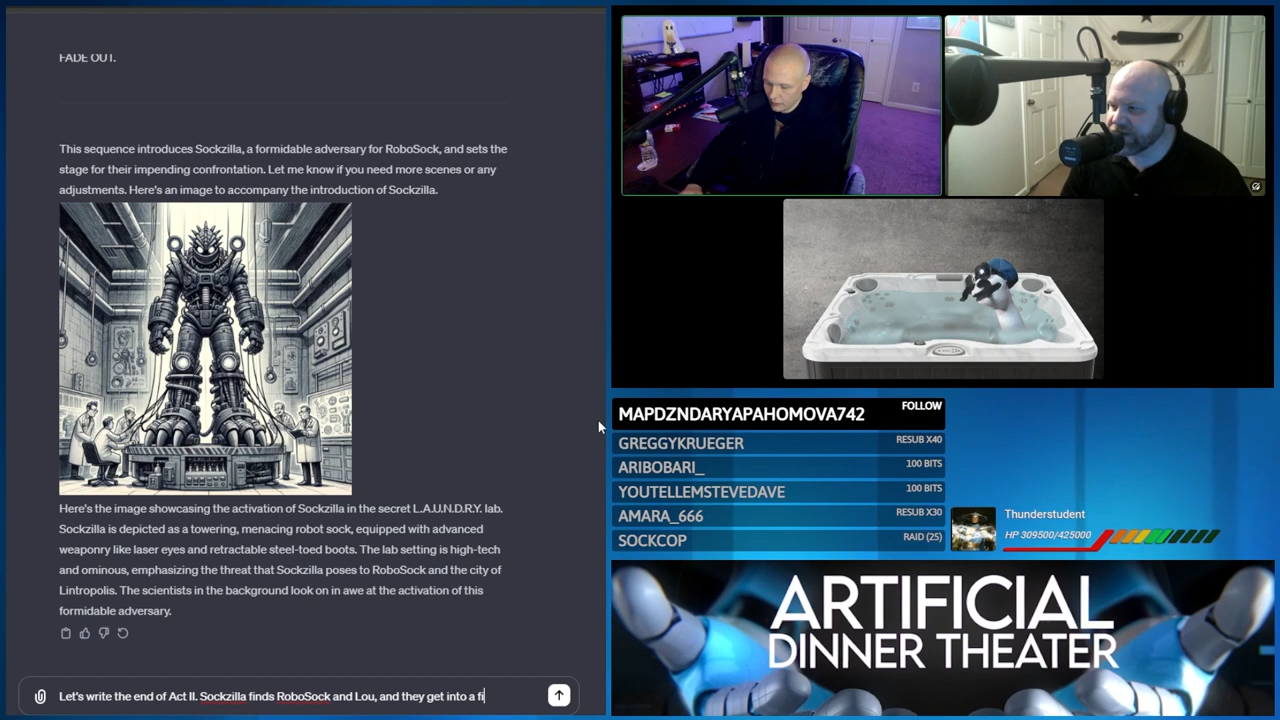 FADE OUT.
This sequence introduces Sockzilla, a formidable adversary for RoboSock, and sets the
stage for their impending confrontation. Let me know if you need more scenes or any
adjustments. Here's an image to accompany the introduction of Sockzilla.
Here's the image showcasing the activation of Sockzilla in the secret L.A.U.N.D.R.Y. lab.
Sockzilla is depicted as a towering, menacing robot sock, equipped with advanced
weaponry like laser eyes and retractable steel-toed boots. The lab setting is high-tech
and ominous, emphasizing the threat that Sockzilla poses to RoboSock and the city of
Lintropolis. The scientists in the background look on in awe at the activation of this
formidable adversary.
Let's write the end of Act II. Sockzilla finds RoboSock and Lou, and they get into a fi
MAPDZNDARYAPAHOMOVA742 FOLLOW
GREGGYKRUEGER RESUB X40
ARIBOBARI_ 100 BITS
YOUTELLEMSTEVEDAVE 100 BITS
AMARA_666 RESUB X30
SOCKCOP RAID (25)
Thunderstudent
HP 309500/425000
ARTIFICIAL
DINNER THEATER